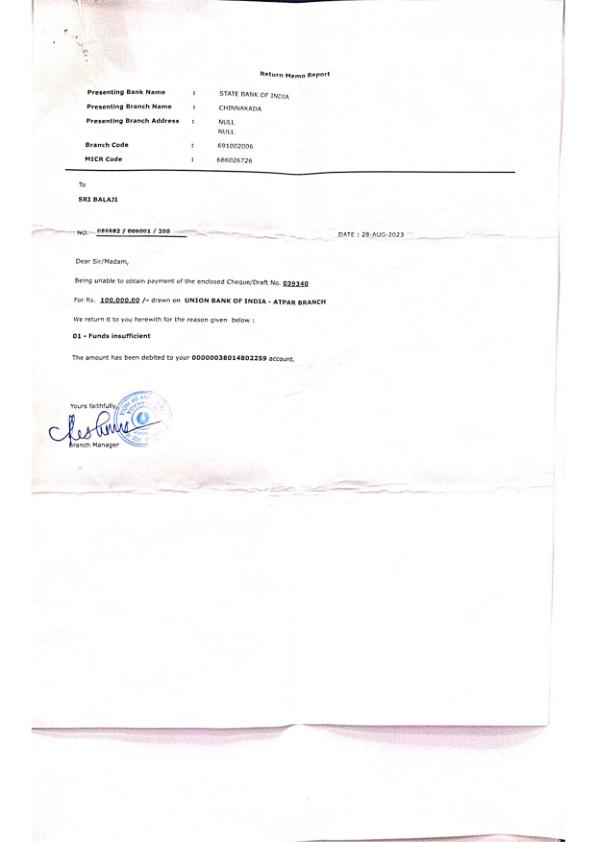 Return Memo Report
Presenting Bank Name : STATE BANK OF INDIA
Presenting Branch Name : CHINNAKADA
Presenting Branch Address : NULL
NULL
Branch Code : 691002006
MICR Code : 686026726
To
SRI BALAJI
NO. 086682 / 006001 / 200 DATE : 28-AUG-2023
Dear Sir/Madam,
Being unable to obtain payment of the enclosed Cheque/Draft No. 039340
For Rs. 100,000.00 /- drawn on UNION BANK OF INDIA - ATPAR BRANCH
We return it to you herewith for the reason given below :
01 - Funds insufficient
The amount has been debited to your 00000038014802259 account.
Yours faithfully,
Branch Manager